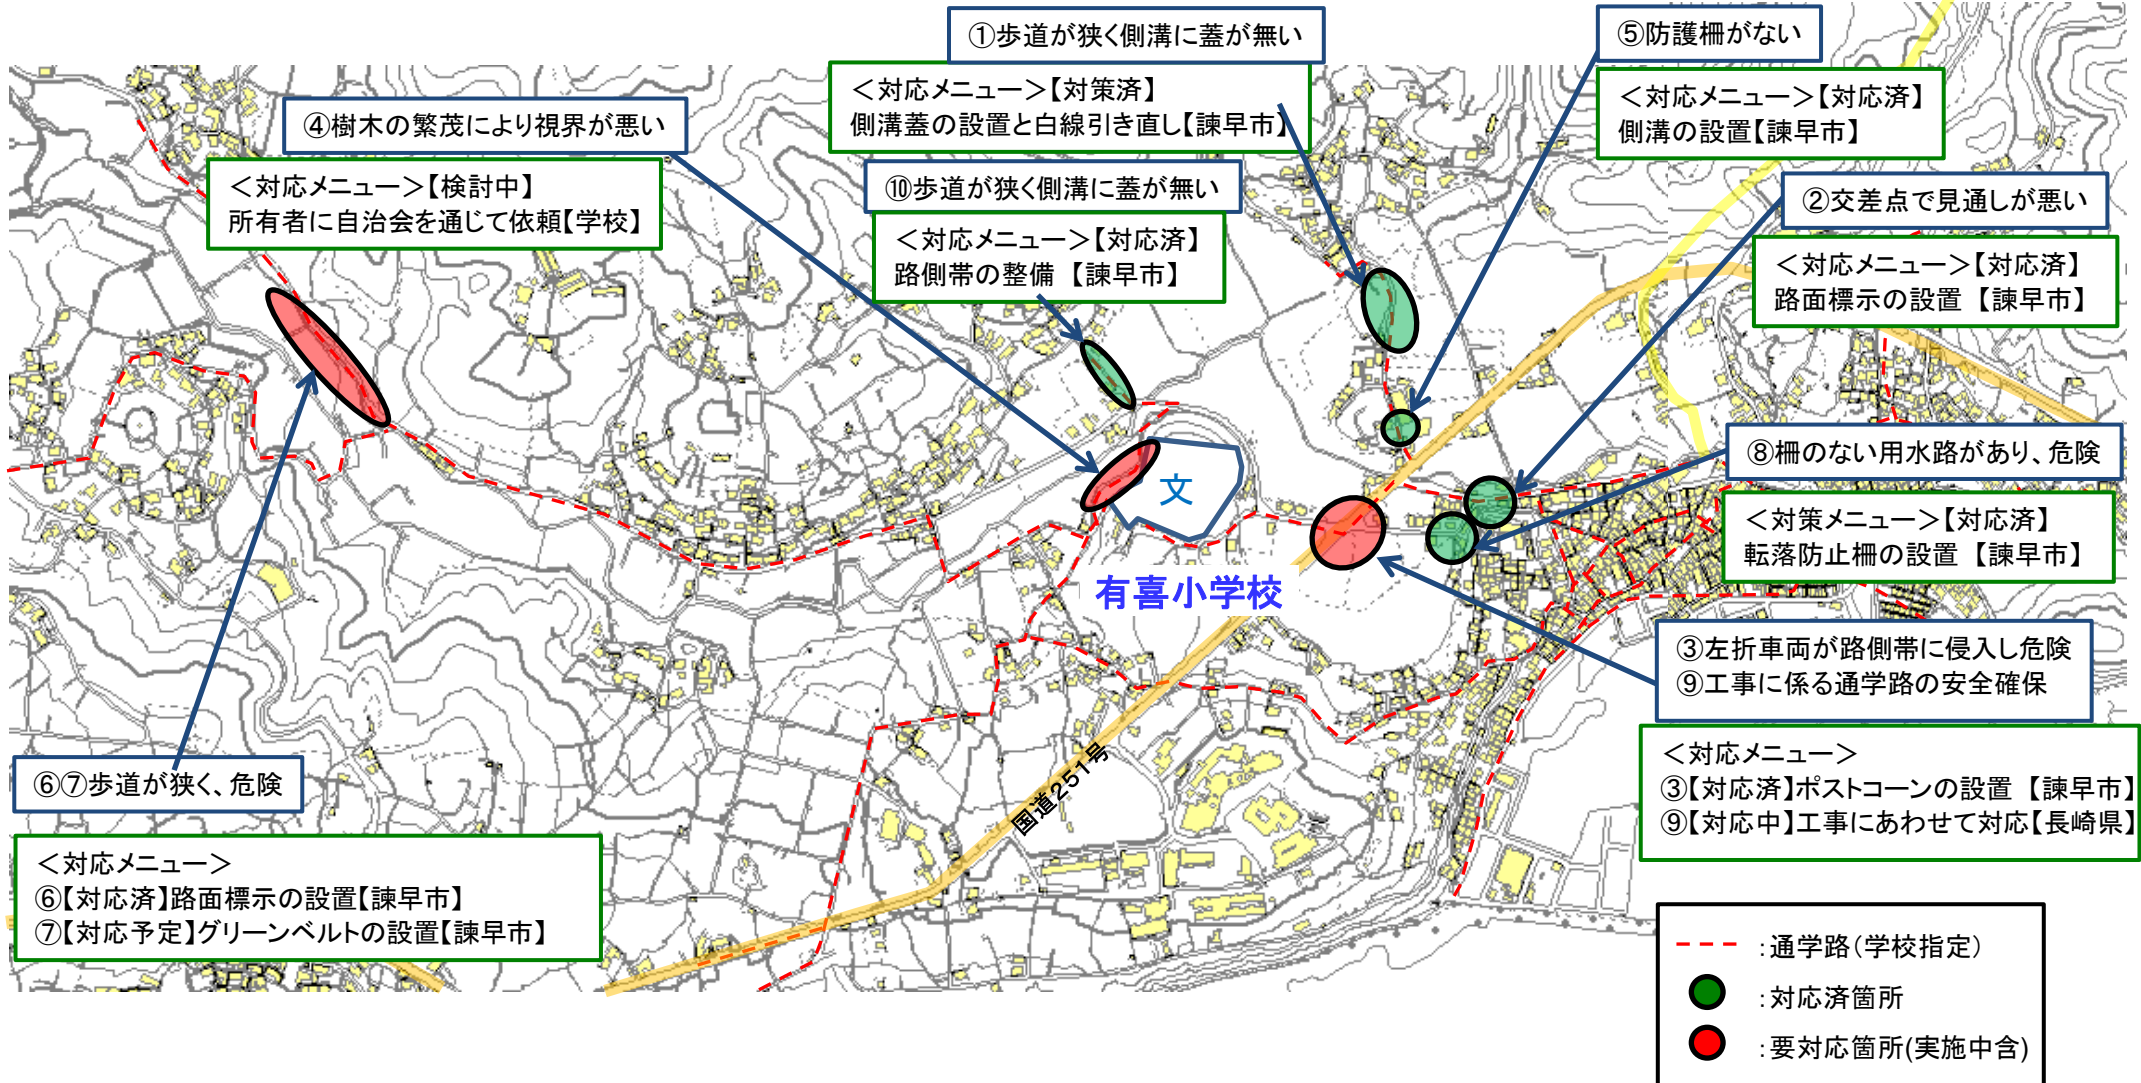 ①歩道が狭く側溝に蓋が無い
<対応メニュー>【対策済】
側溝蓋の設置と白線引き直し【諫早市】
⑤防護柵がない
<対応メニュー>【対応済】
側溝の設置【諫早市】
④樹木の繁茂により視界が悪い
<対応メニュー>【検討中】
所有者に自治会を通じて依頼【学校】
⑩歩道が狭く側溝に蓋が無い
<対応メニュー>【対応済】
路側帯の整備 【諫早市】
②交差点で見通しが悪い
<対応メニュー>【対応済】
路面標示の設置 【諫早市】
⑧柵のない用水路があり、危険
<対策メニュー>【対応済】
転落防止柵の設置 【諫早市】
文
有喜小学校
国道251号
③左折車両が路側帯に侵入し危険
⑨工事に係る通学路の安全確保
<対応メニュー>
③【対応済】ポストコーンの設置 【諫早市】
⑨【対応中】工事にあわせて対応【長崎県】
⑥⑦歩道が狭く、危険
<対応メニュー>
⑥【対応済】路面標示の設置【諫早市】
⑦【対応予定】グリーンベルトの設置【諫早市】
:通学路(学校指定)
:対応済箇所
:要対応箇所(実施中含)